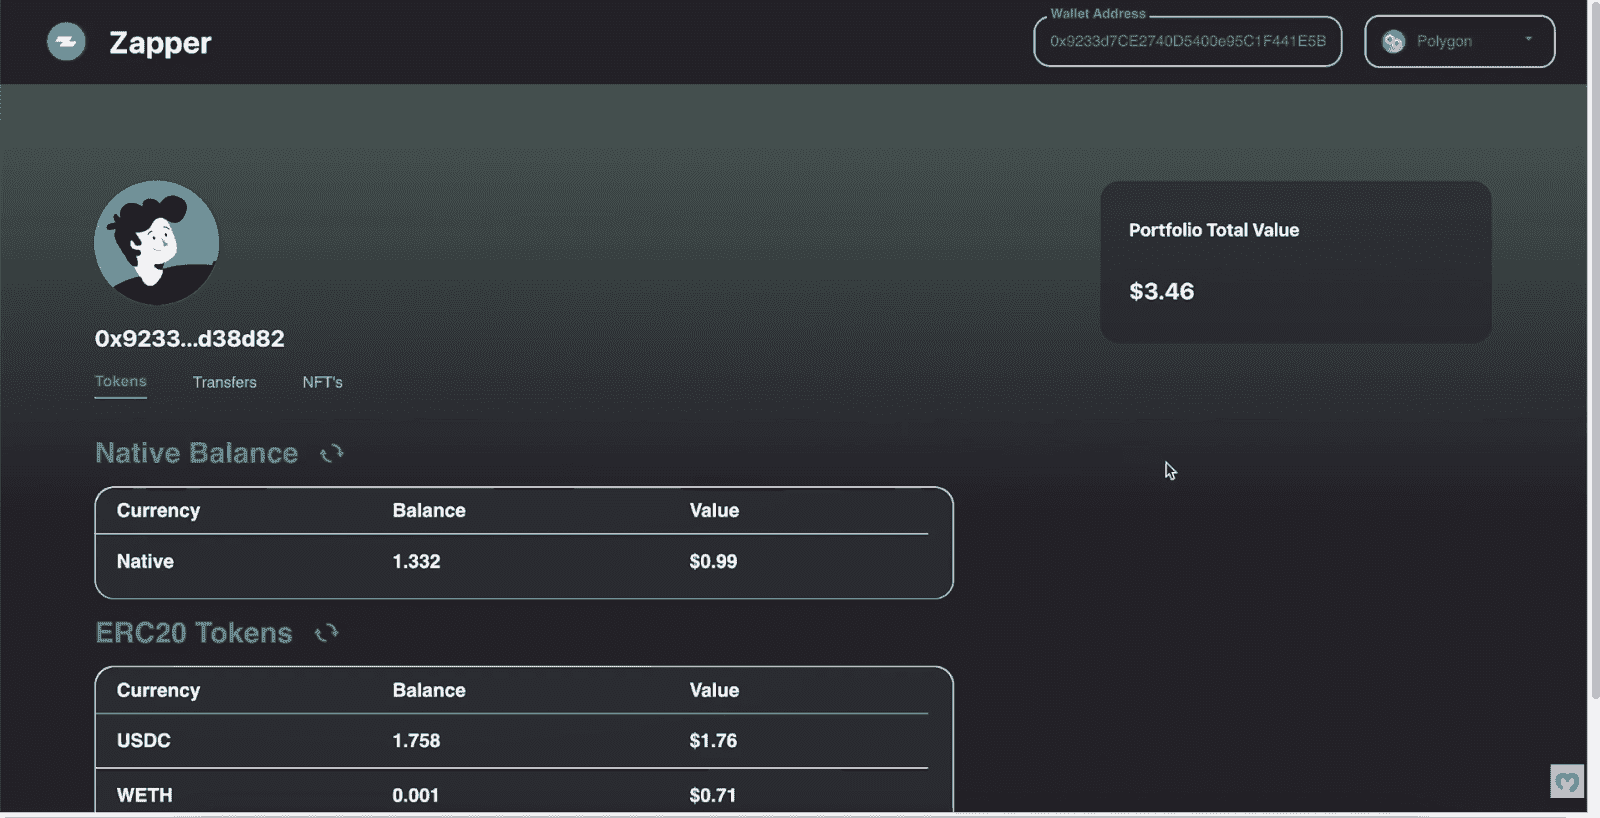 Zapper
Wallet Address
0x9233d7CE2740D5400e95C1F441E5B
Polygon
Portfolio Total Value
$3.46
0x9233...d38d82
Tokens Transfers NFT's
Native Balance
Currency Balance Value
Native 1.332 $0.99
ERC20 Tokens
Currency Balance Value
USDC 1.758 $1.76
WETH 0.001 $0.71